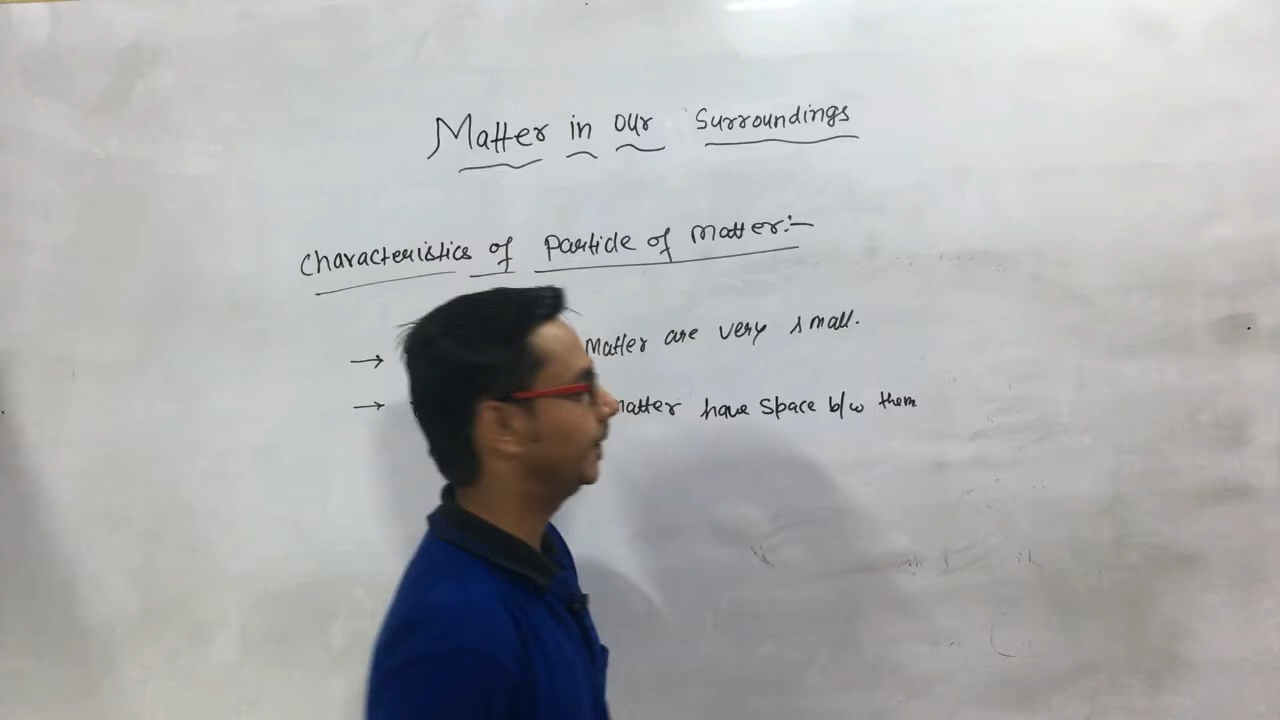 Matter in our Surroundings
Characteristics of Particle of matter:-
→ Matter are very small.
→ matter have space b/w them